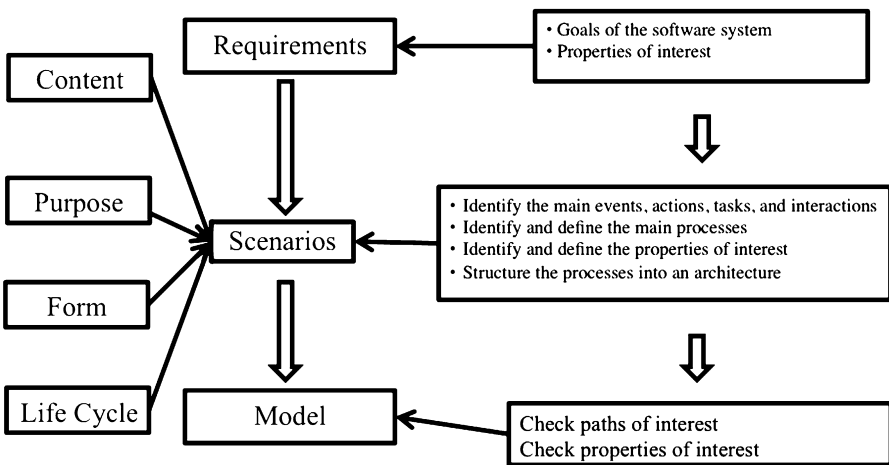 Requirements
• Goals of the software system
• Properties of interest
Content
Purpose
Scenarios
• Identify the main events, actions, tasks, and interactions
• Identify and define the main processes
• Identify and define the properties of interest
• Structure the processes into an architecture
Form
Life Cycle
Model
Check paths of interest
Check properties of interest